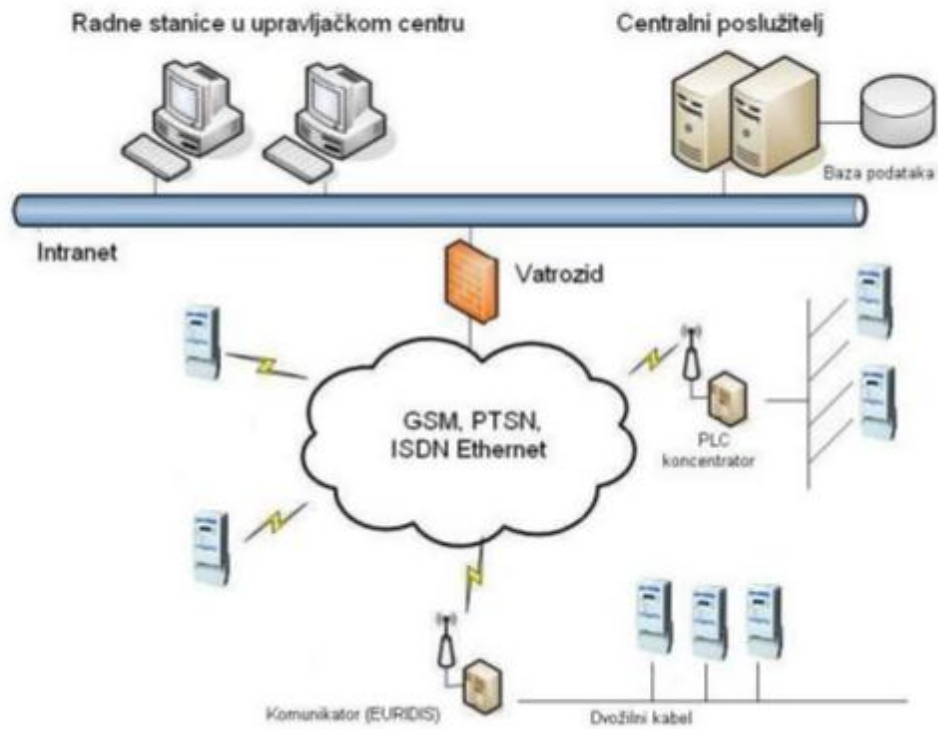 Radne stanice u upravljačkom centru
Centralni poslužitelj
Baza podataka
Intranet
Vatrozid
GSM, PTSN,
ISDN Ethernet
PLC
koncentrator
Komunikator (EURIDIS)
Dvožilni kabel